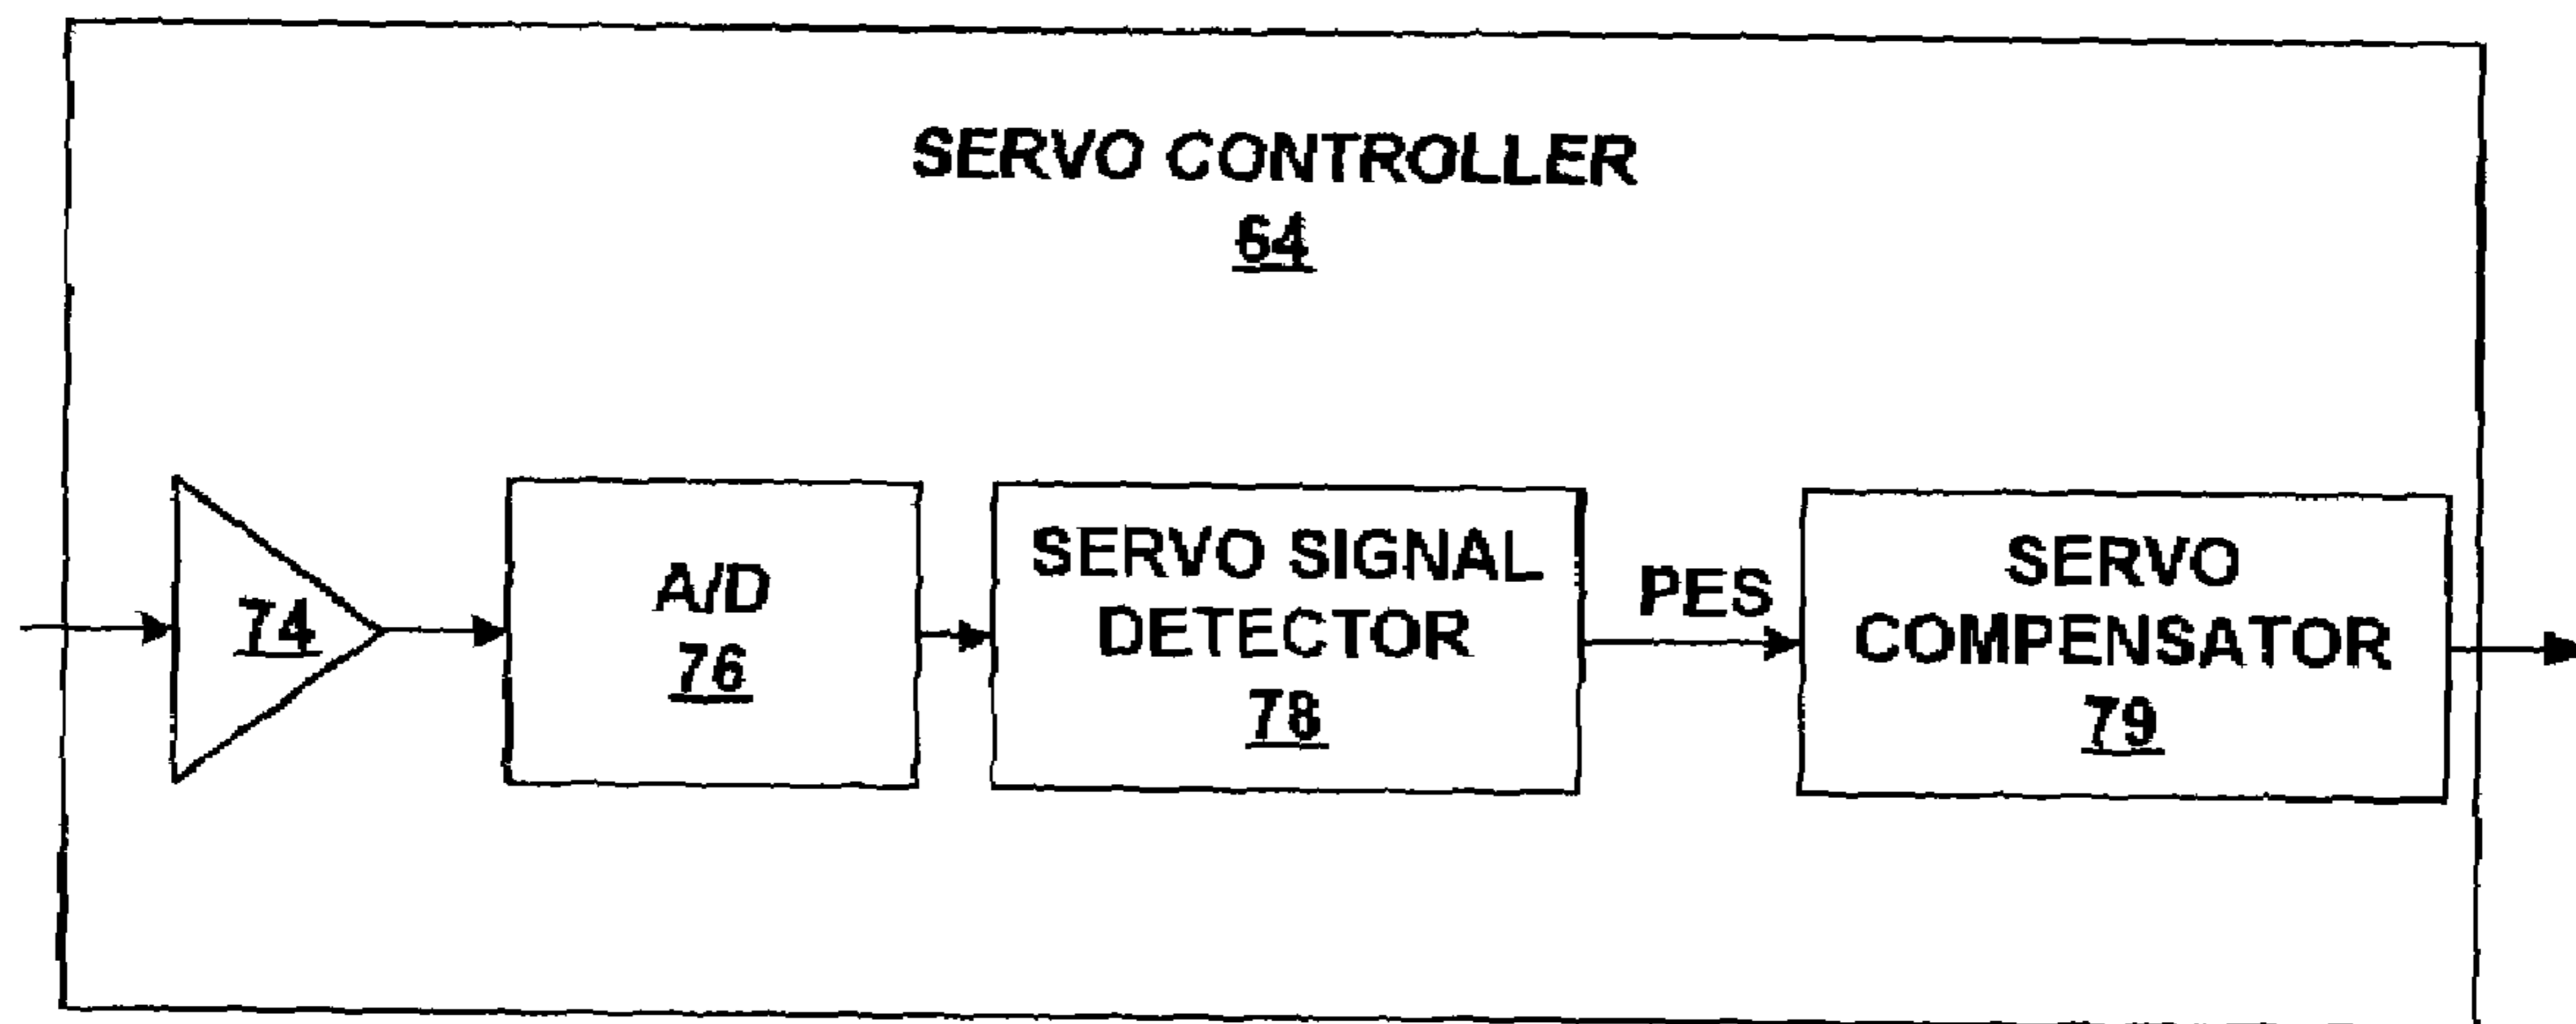 SERVO CONTROLLER
64
74
A/D
76
SERVO SIGNAL
DETECTOR
78
PES
SERVO
COMPENSATOR
79